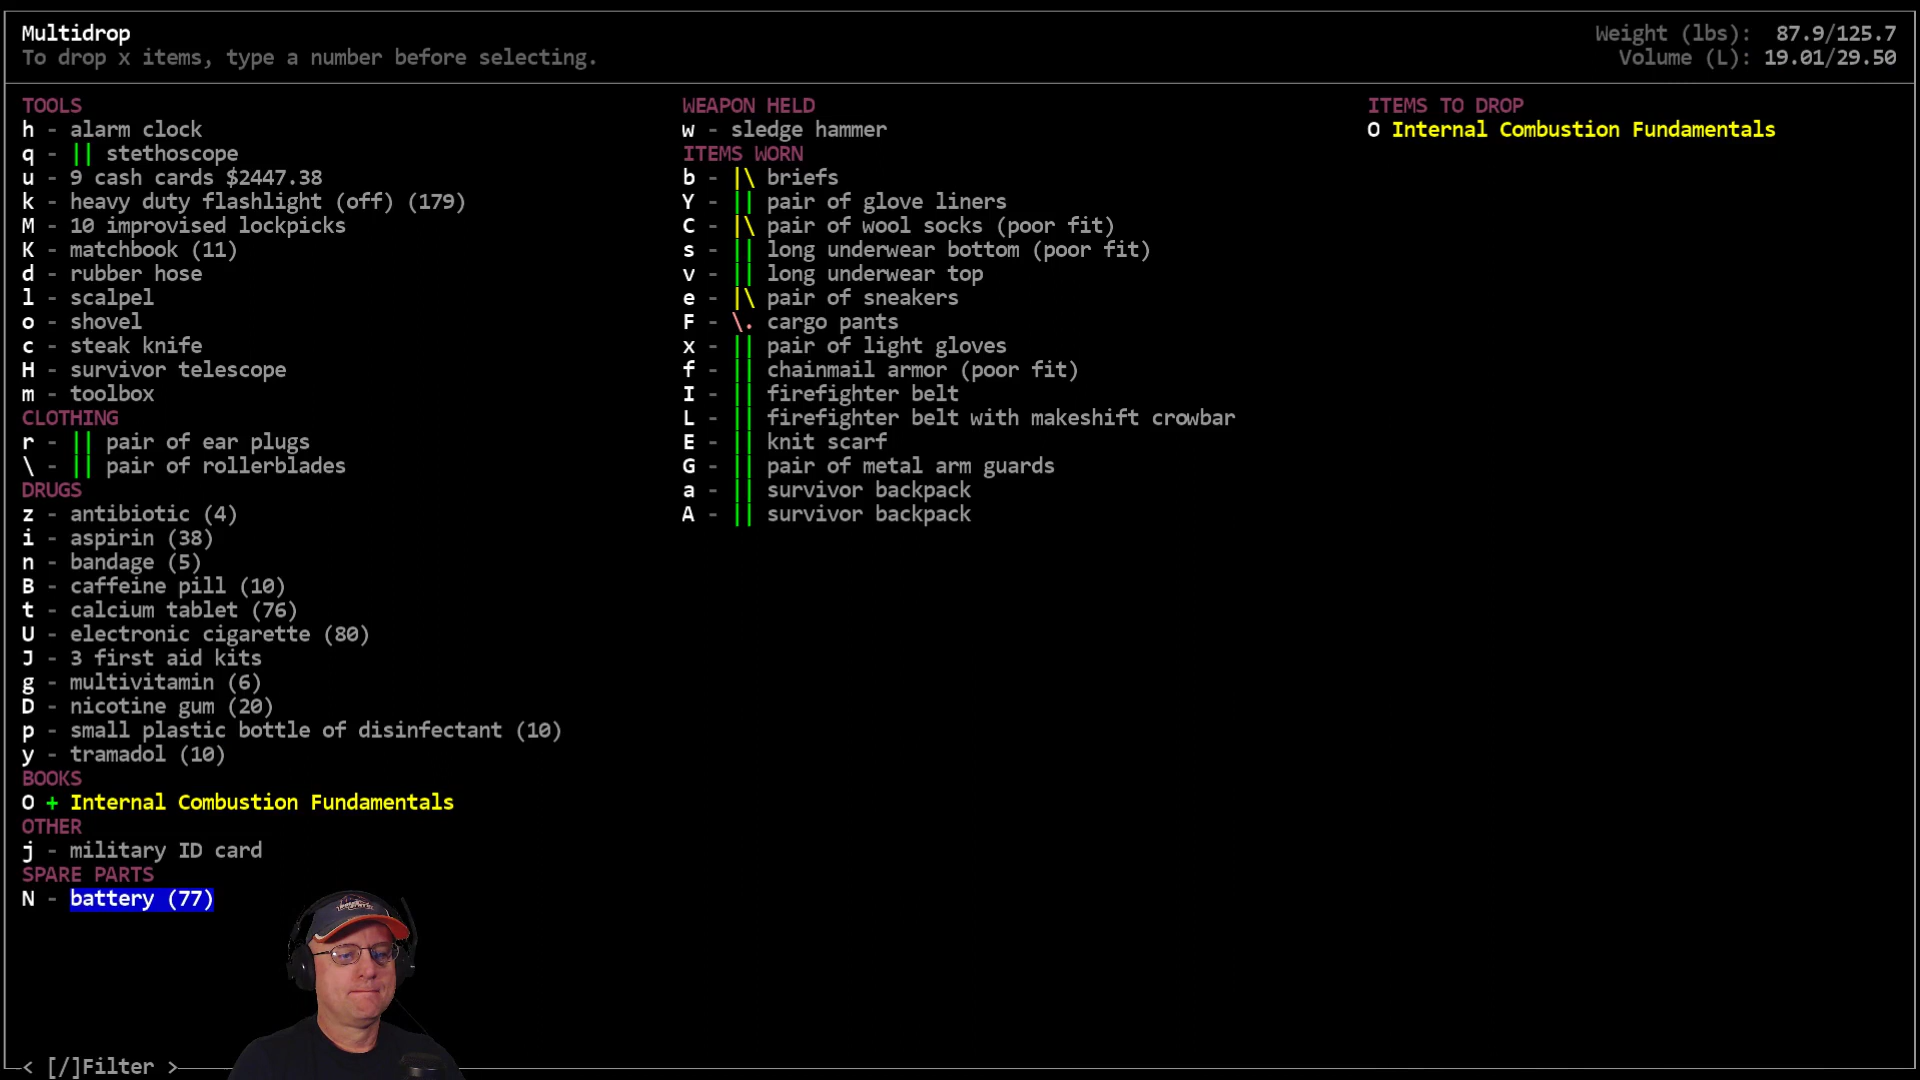 Multidrop
To drop x items, type a number before selecting.
Weight (lbs): 87.9/125.7
Volume (L): 19.01/29.50
TOOLS
h - alarm clock
q - || stethoscope
u - 9 cash cards $2447.38
k - heavy duty flashlight (off) (179)
M - 10 improvised lockpicks
K - matchbook (11)
d - rubber hose
l - scalpel
o - shovel
c - steak knife
H - survivor telescope
m - toolbox
CLOTHING
r - || pair of ear plugs
\ - || pair of rollerblades
DRUGS
z - antibiotic (4)
i - aspirin (38)
n - bandage (5)
B - caffeine pill (10)
t - calcium tablet (76)
U - electronic cigarette (80)
J - 3 first aid kits
g - multivitamin (6)
D - nicotine gum (20)
p - small plastic bottle of disinfectant (10)
y - tramadol (10)
BOOKS
O + Internal Combustion Fundamentals
OTHER
j - military ID card
SPARE PARTS
N - battery (77)
WEAPON HELD
w - sledge hammer
ITEMS WORN
b - |\ briefs
Y - || pair of glove liners
C - |\ pair of wool socks (poor fit)
s - || long underwear bottom (poor fit)
v - || long underwear top
e - |\ pair of sneakers
F - \. cargo pants
x - || pair of light gloves
f - || chainmail armor (poor fit)
I - || firefighter belt
L - || firefighter belt with makeshift crowbar
E - || knit scarf
G - || pair of metal arm guards
a - || survivor backpack
A - || survivor backpack
ITEMS TO DROP
O Internal Combustion Fundamentals
< [/]Filter >